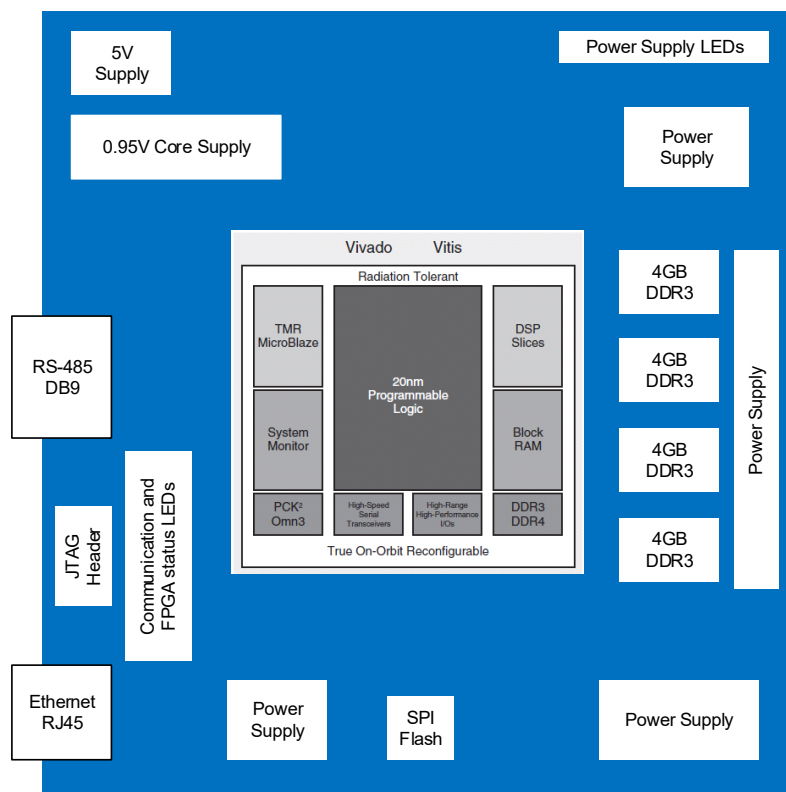 5V
Supply
Power Supply LEDs
0.95V Core Supply
Power
Supply
Vivado Vitis
Radiation Tolerant
TMR
MicroBlaze
20nm
Programmable
Logic
DSP
Slices
System
Monitor
Block
RAM
PCK²
Omn3
High-Speed
Serial
Transceivers
High-Range
High-Performance
I/Os
DDR3
DDR4
True On-Orbit Reconfigurable
4GB
DDR3
4GB
DDR3
4GB
DDR3
4GB
DDR3
Power Supply
RS-485
DB9
JTAG
Header
Communication and
FPGA status LEDs
Ethernet
RJ45
Power
Supply
SPI
Flash
Power Supply